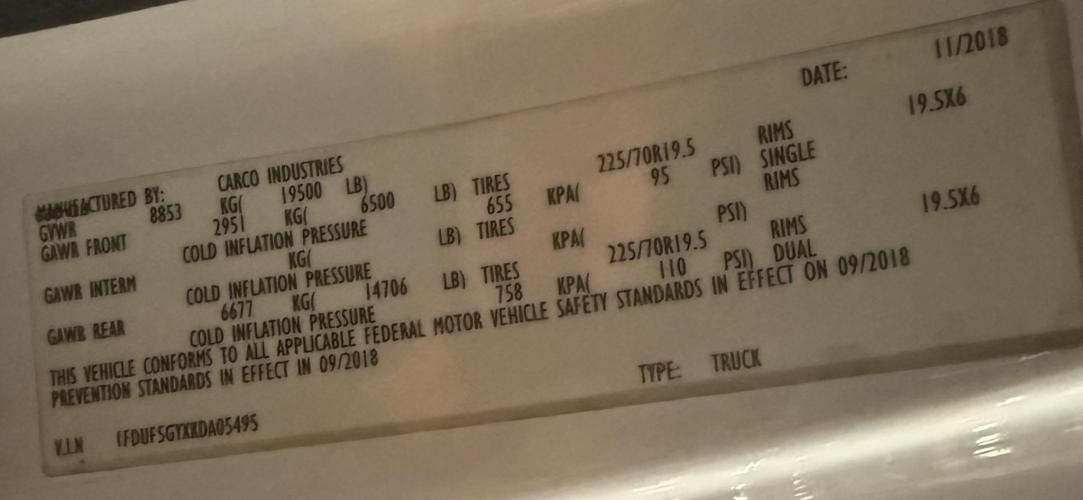 DATE: 11/2018
MANUFACTURED BY: CARCO INDUSTRIES
GVWR 8853 KG( 19500 LB)
GAWR FRONT 2951 KG( 6500 LB) TIRES 225/70R19.5 RIMS 19.5X6
COLD INFLATION PRESSURE 655 KPA( 95 PSI) SINGLE
GAWR INTERM KG( LB) TIRES RIMS
COLD INFLATION PRESSURE KPA( PSI)
GAWR REAR 6677 KG( 14706 LB) TIRES 225/70R19.5 RIMS 19.5X6
COLD INFLATION PRESSURE 758 KPA( 110 PSI) DUAL
THIS VEHICLE CONFORMS TO ALL APPLICABLE FEDERAL MOTOR VEHICLE SAFETY STANDARDS IN EFFECT ON 09/2018
PREVENTION STANDARDS IN EFFECT IN 09/2018
TYPE: TRUCK
V.I.N